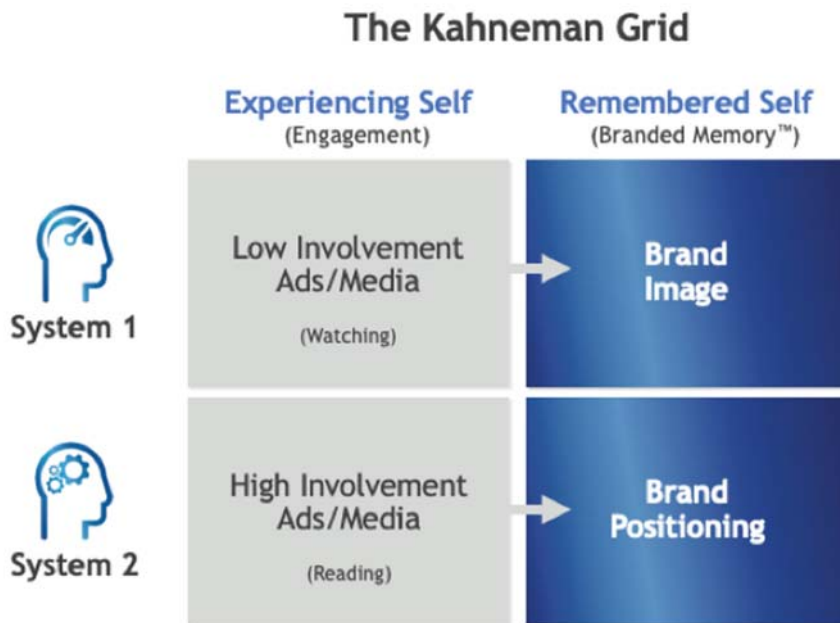 The Kahneman Grid
Experiencing Self
(Engagement)
Remembered Self
(Branded Memory™)
System 1
Low Involvement
Ads/Media
(Watching)
Brand
Image
System 2
High Involvement
Ads/Media
(Reading)
Brand
Positioning